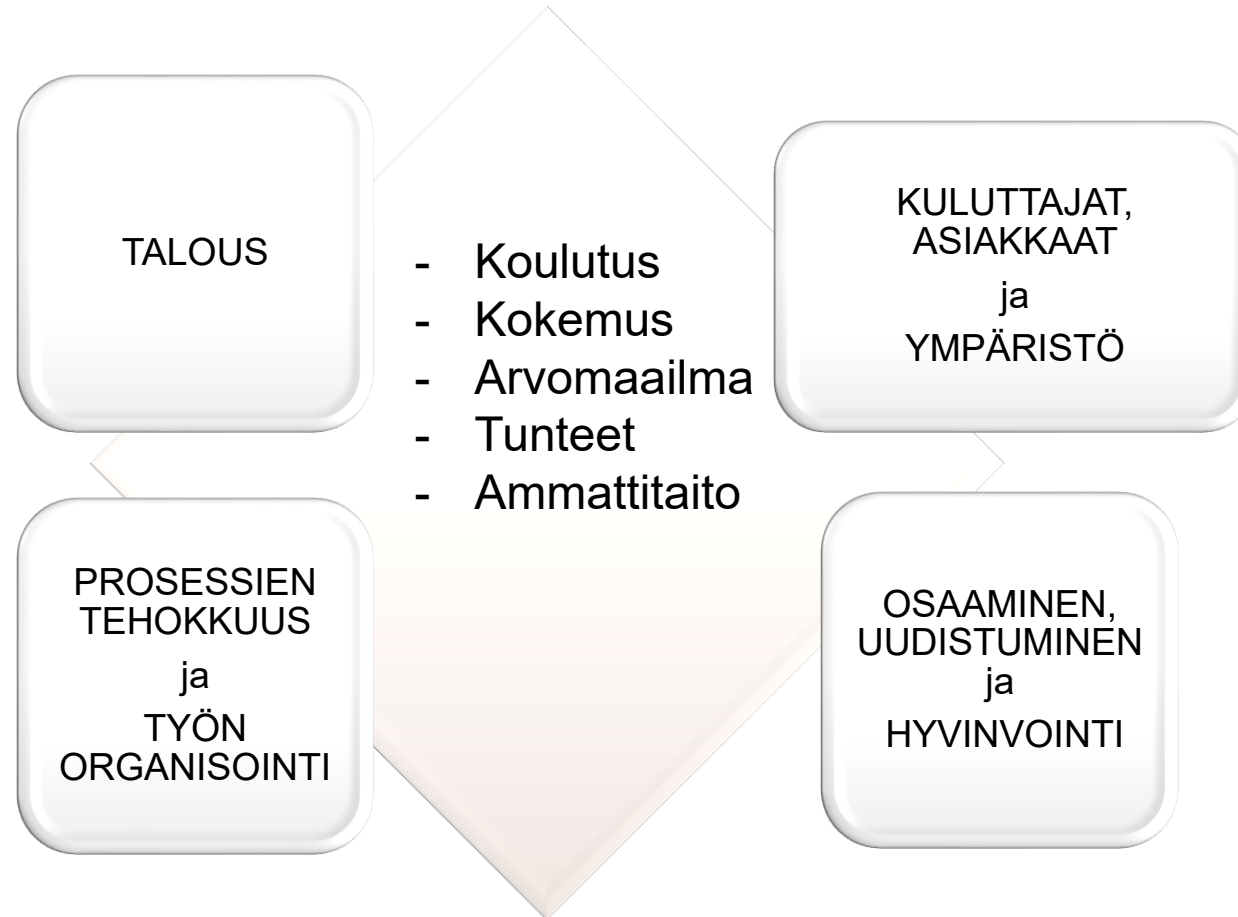 TALOUS
- Koulutus
- Kokemus
- Arvomaailma
- Tunteet
- Ammattitaito
KULUTTAJAT,
ASIAKKAAT
ja
YMPÄRISTÖ
PROSESSIEN
TEHOKKUUS
ja
TYÖN
ORGANISOINTI
OSAAMINEN,
UUDISTUMINEN
ja
HYVINVOINTI